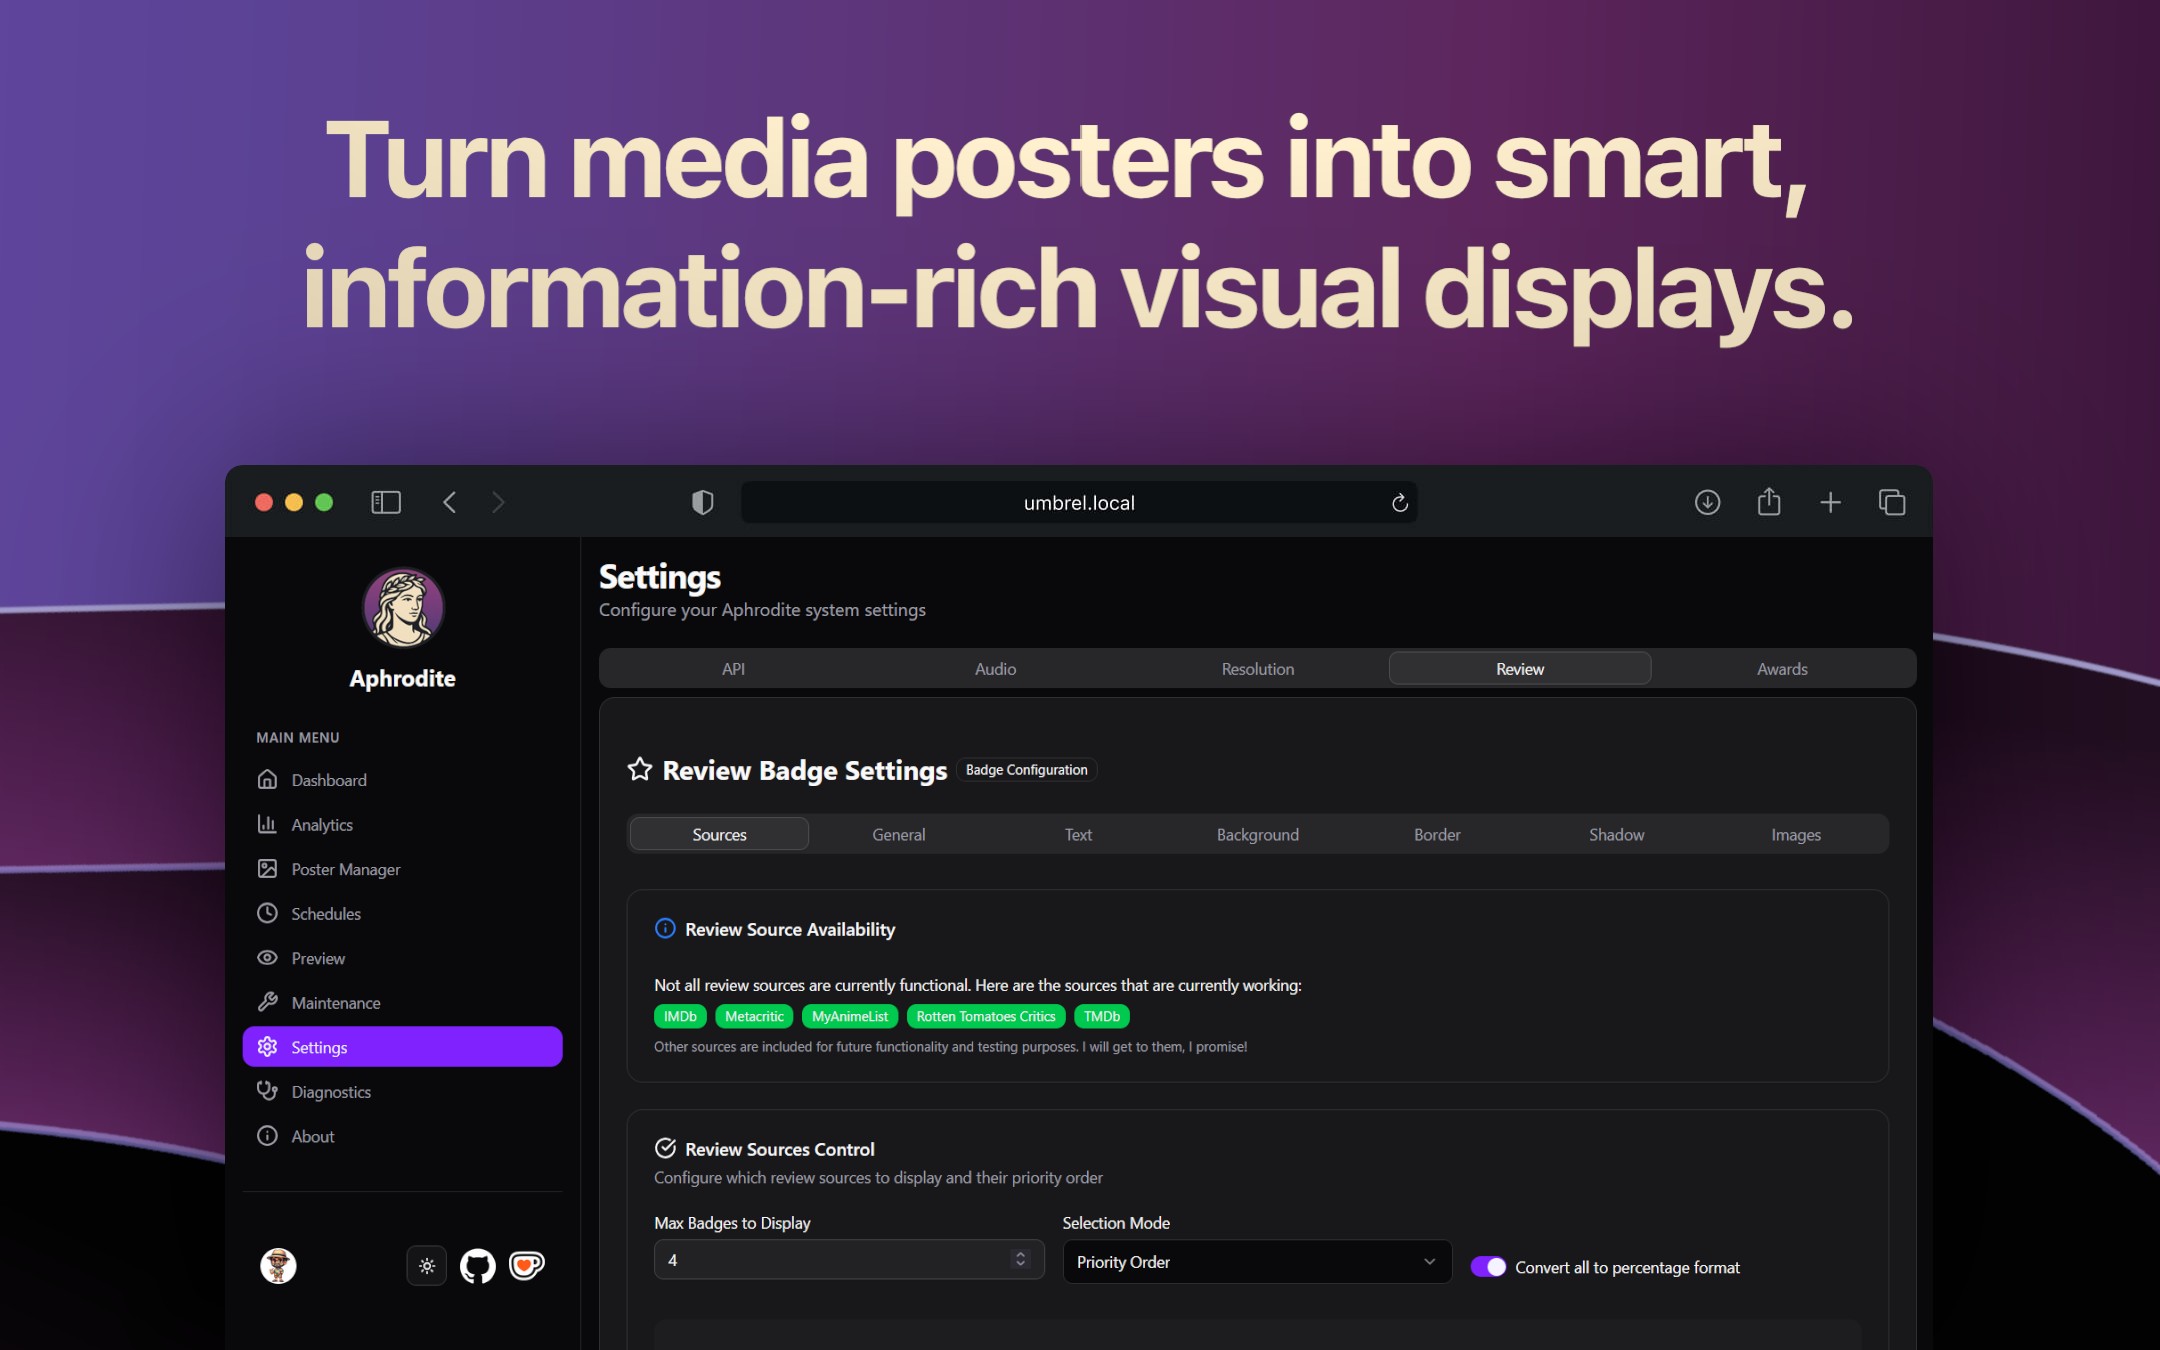 Turn media posters into smart,
information-rich visual displays.
umbrel.local
Aphrodite
MAIN MENU
Dashboard
Analytics
Poster Manager
Schedules
Preview
Maintenance
Settings
Diagnostics
About
Settings
Configure your Aphrodite system settings
API Audio Resolution Review Awards
Review Badge Settings Badge Configuration
Sources General Text Background Border Shadow Images
Review Source Availability
Not all review sources are currently functional. Here are the sources that are currently working:
IMDb Metacritic MyAnimeList Rotten Tomatoes Critics TMDb
Other sources are included for future functionality and testing purposes. I will get to them, I promise!
Review Sources Control
Configure which review sources to display and their priority order
Max Badges to Display Selection Mode
4 Priority Order Convert all to percentage format